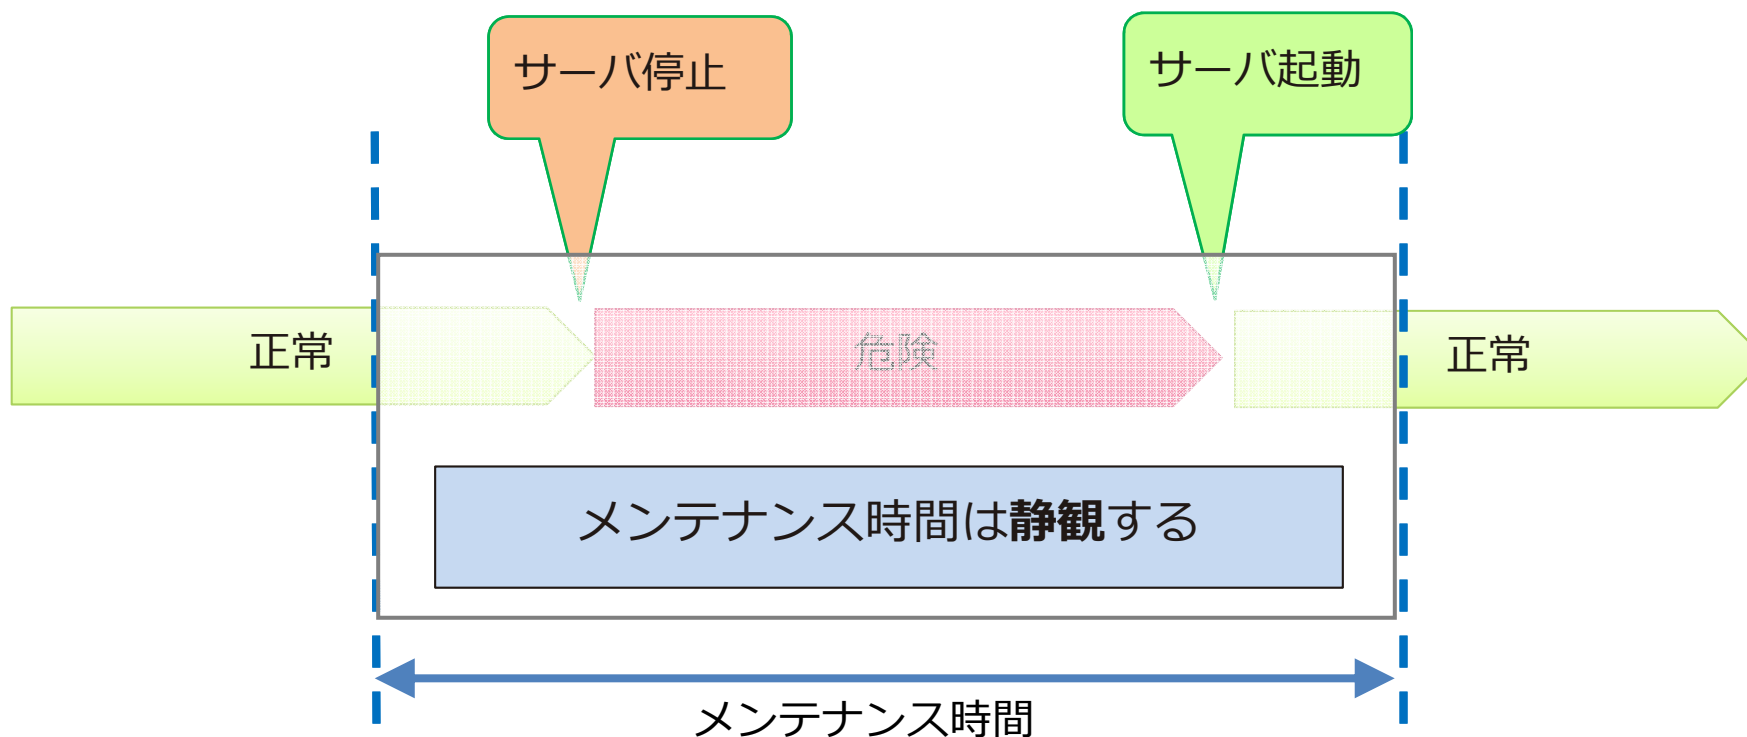 サーバ停止
サーバ起動
正常
危険
正常
メンテナンス時間は静観する
メンテナンス時間